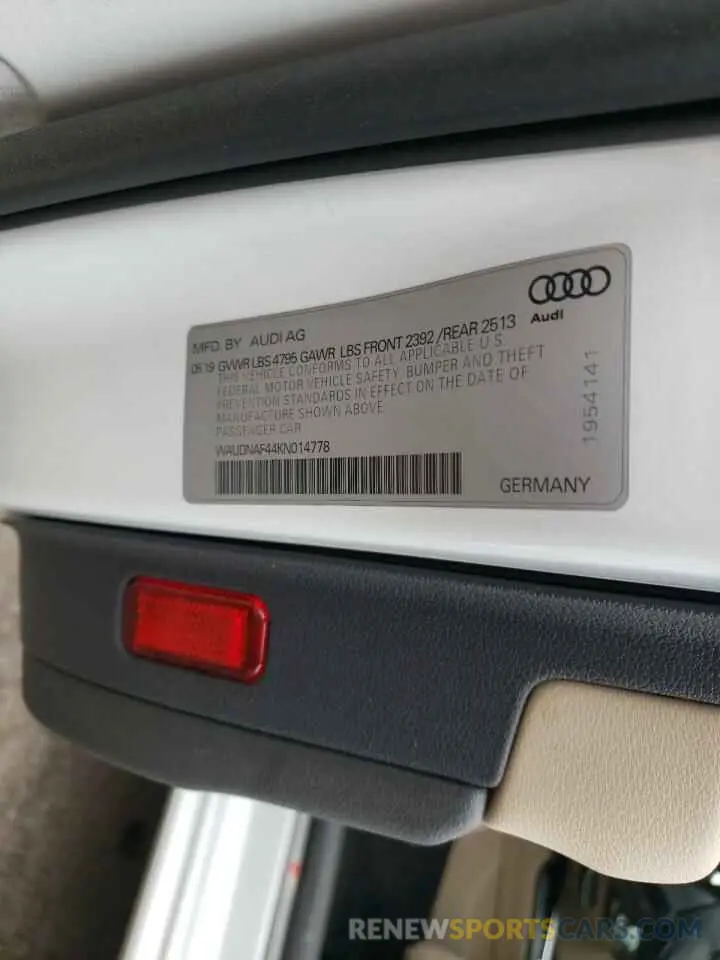 Audi
MFD. BY AUDI AG
05 19 GVWR LBS 4795 GAWR LBS FRONT 2392 /REAR 2513
THIS VEHICLE CONFORMS TO ALL APPLICABLE U.S.
FEDERAL MOTOR VEHICLE SAFETY, BUMPER AND THEFT
PREVENTION STANDARDS IN EFFECT ON THE DATE OF
MANUFACTURE SHOWN ABOVE
PASSENGER CAR
WAUDNAF44KN014778
GERMANY
1954141
RENEWSPORTSCARS.COM